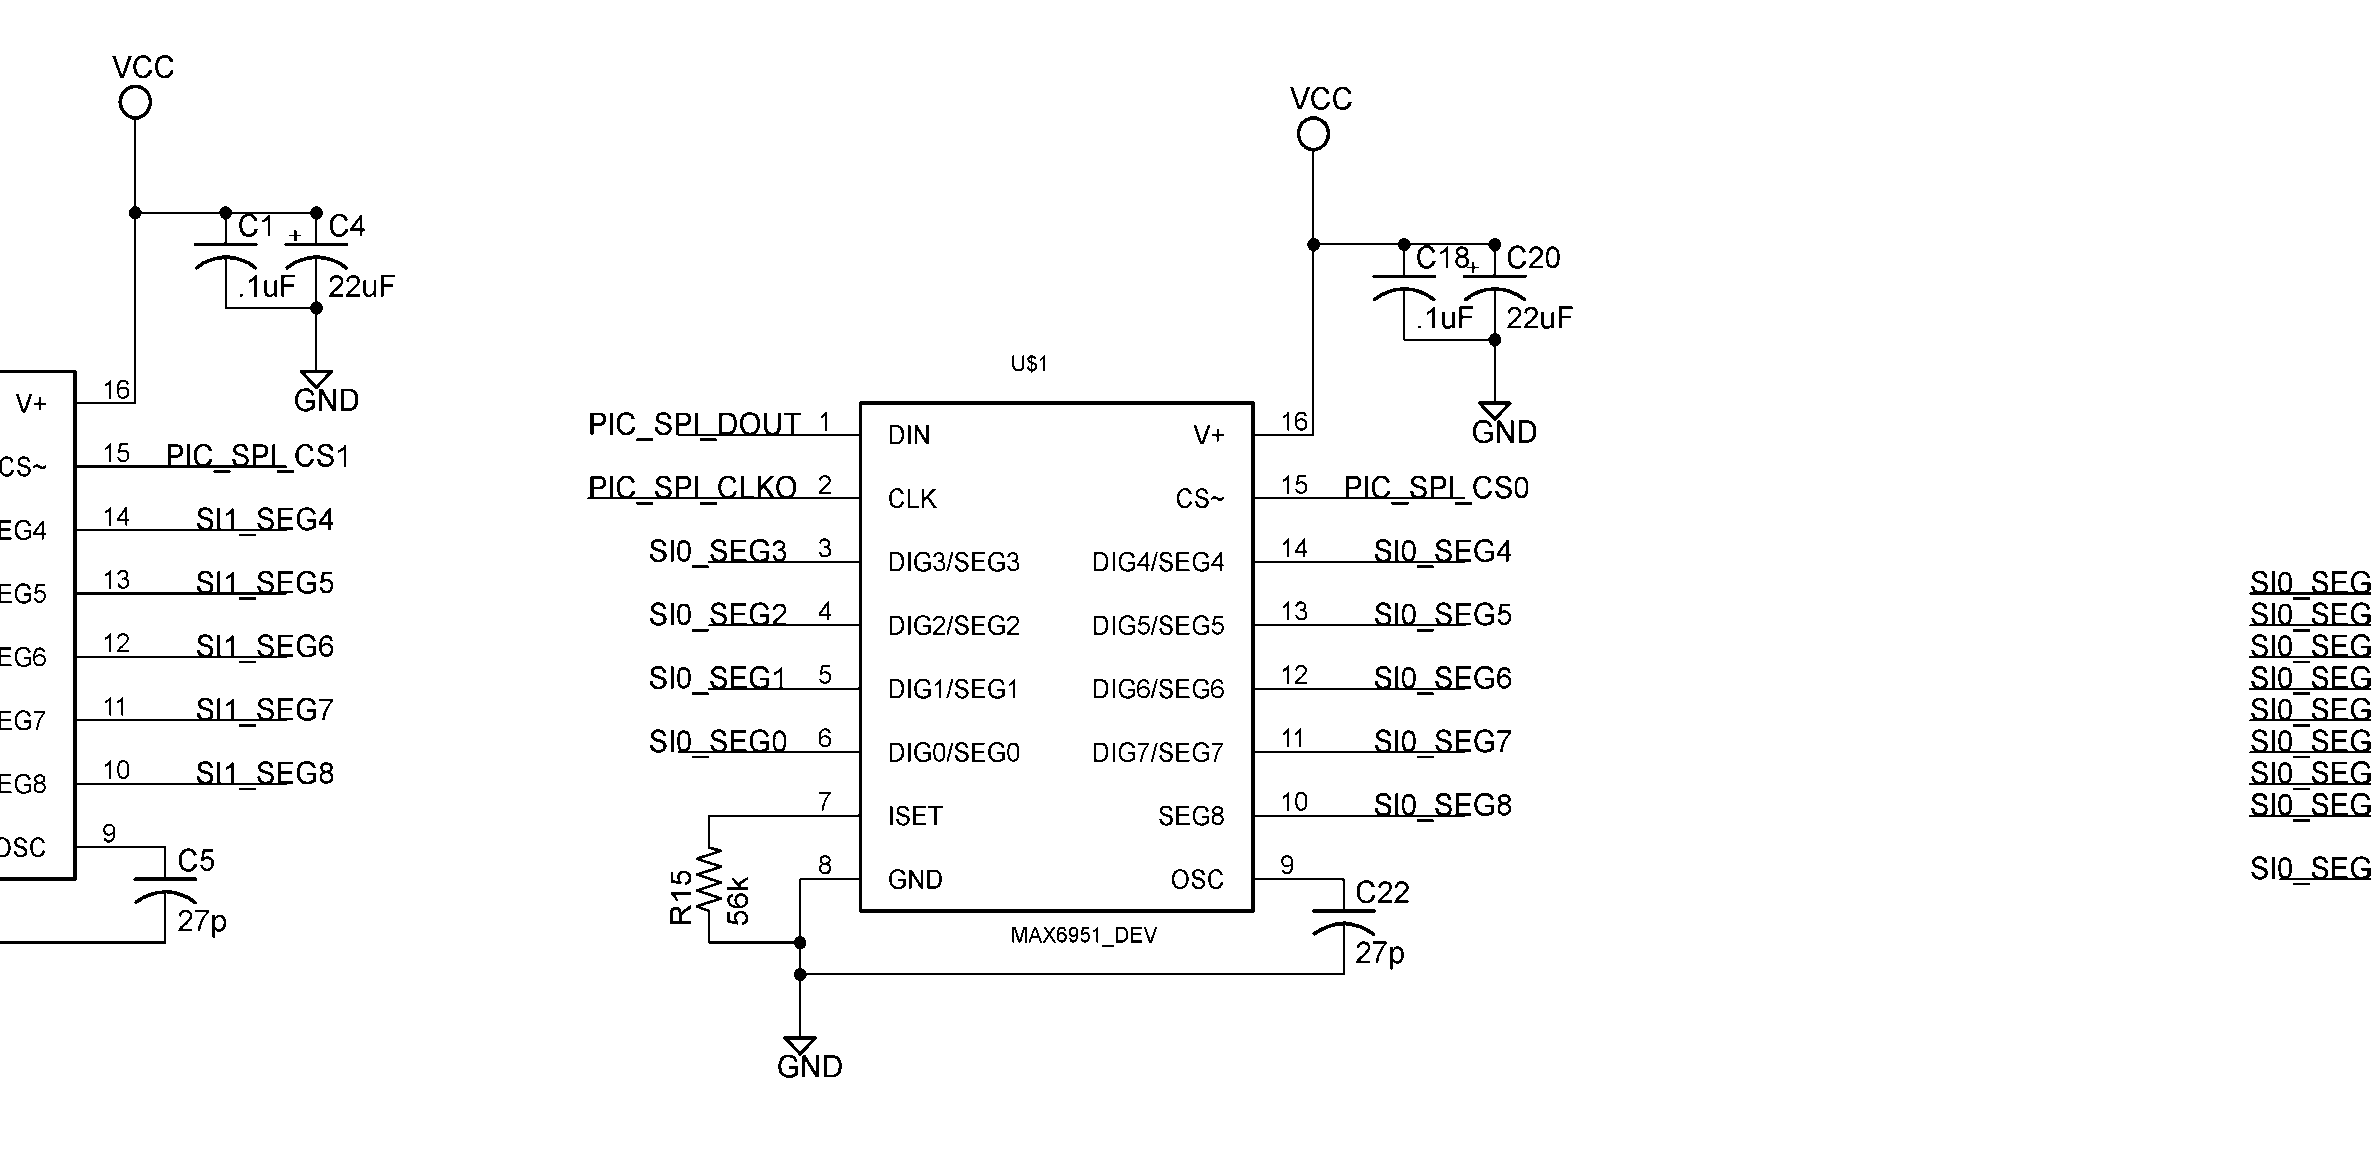 VCC
C1
+
C4
.1uF
22uF
GND
V+
16
CS~
15
PIC_SPI_CS1
EG4
14
SI1_SEG4
EG5
13
SI1_SEG5
EG6
12
SI1_SEG6
EG7
11
SI1_SEG7
EG8
10
SI1_SEG8
OSC
9
C5
27p
VCC
C18
+
C20
.1uF
22uF
GND
U$1
PIC_SPI_DOUT
1
DIN
V+
16
PIC_SPI_CLKO
2
CLK
CS~
15
PIC_SPI_CS0
SI0_SEG3
3
DIG3/SEG3
DIG4/SEG4
14
SI0_SEG4
SI0_SEG2
4
DIG2/SEG2
DIG5/SEG5
13
SI0_SEG5
SI0_SEG1
5
DIG1/SEG1
DIG6/SEG6
12
SI0_SEG6
SI0_SEG0
6
DIG0/SEG0
DIG7/SEG7
11
SI0_SEG7
7
ISET
SEG8
10
SI0_SEG8
8
GND
OSC
9
R15
56k
C22
27p
MAX6951_DEV
GND
SI0_SEG
SI0_SEG
SI0_SEG
SI0_SEG
SI0_SEG
SI0_SEG
SI0_SEG
SI0_SEG
SI0_SEG